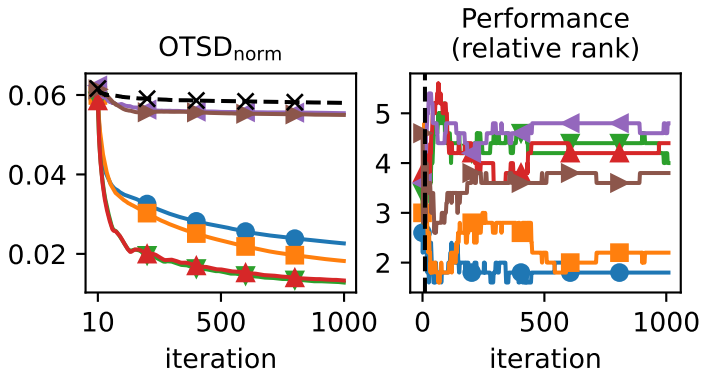 OTSDnorm
0.06
0.04
0.02
10
500
1000
iteration
Performance
(relative rank)
5
4
3
2
0
500
1000
iteration